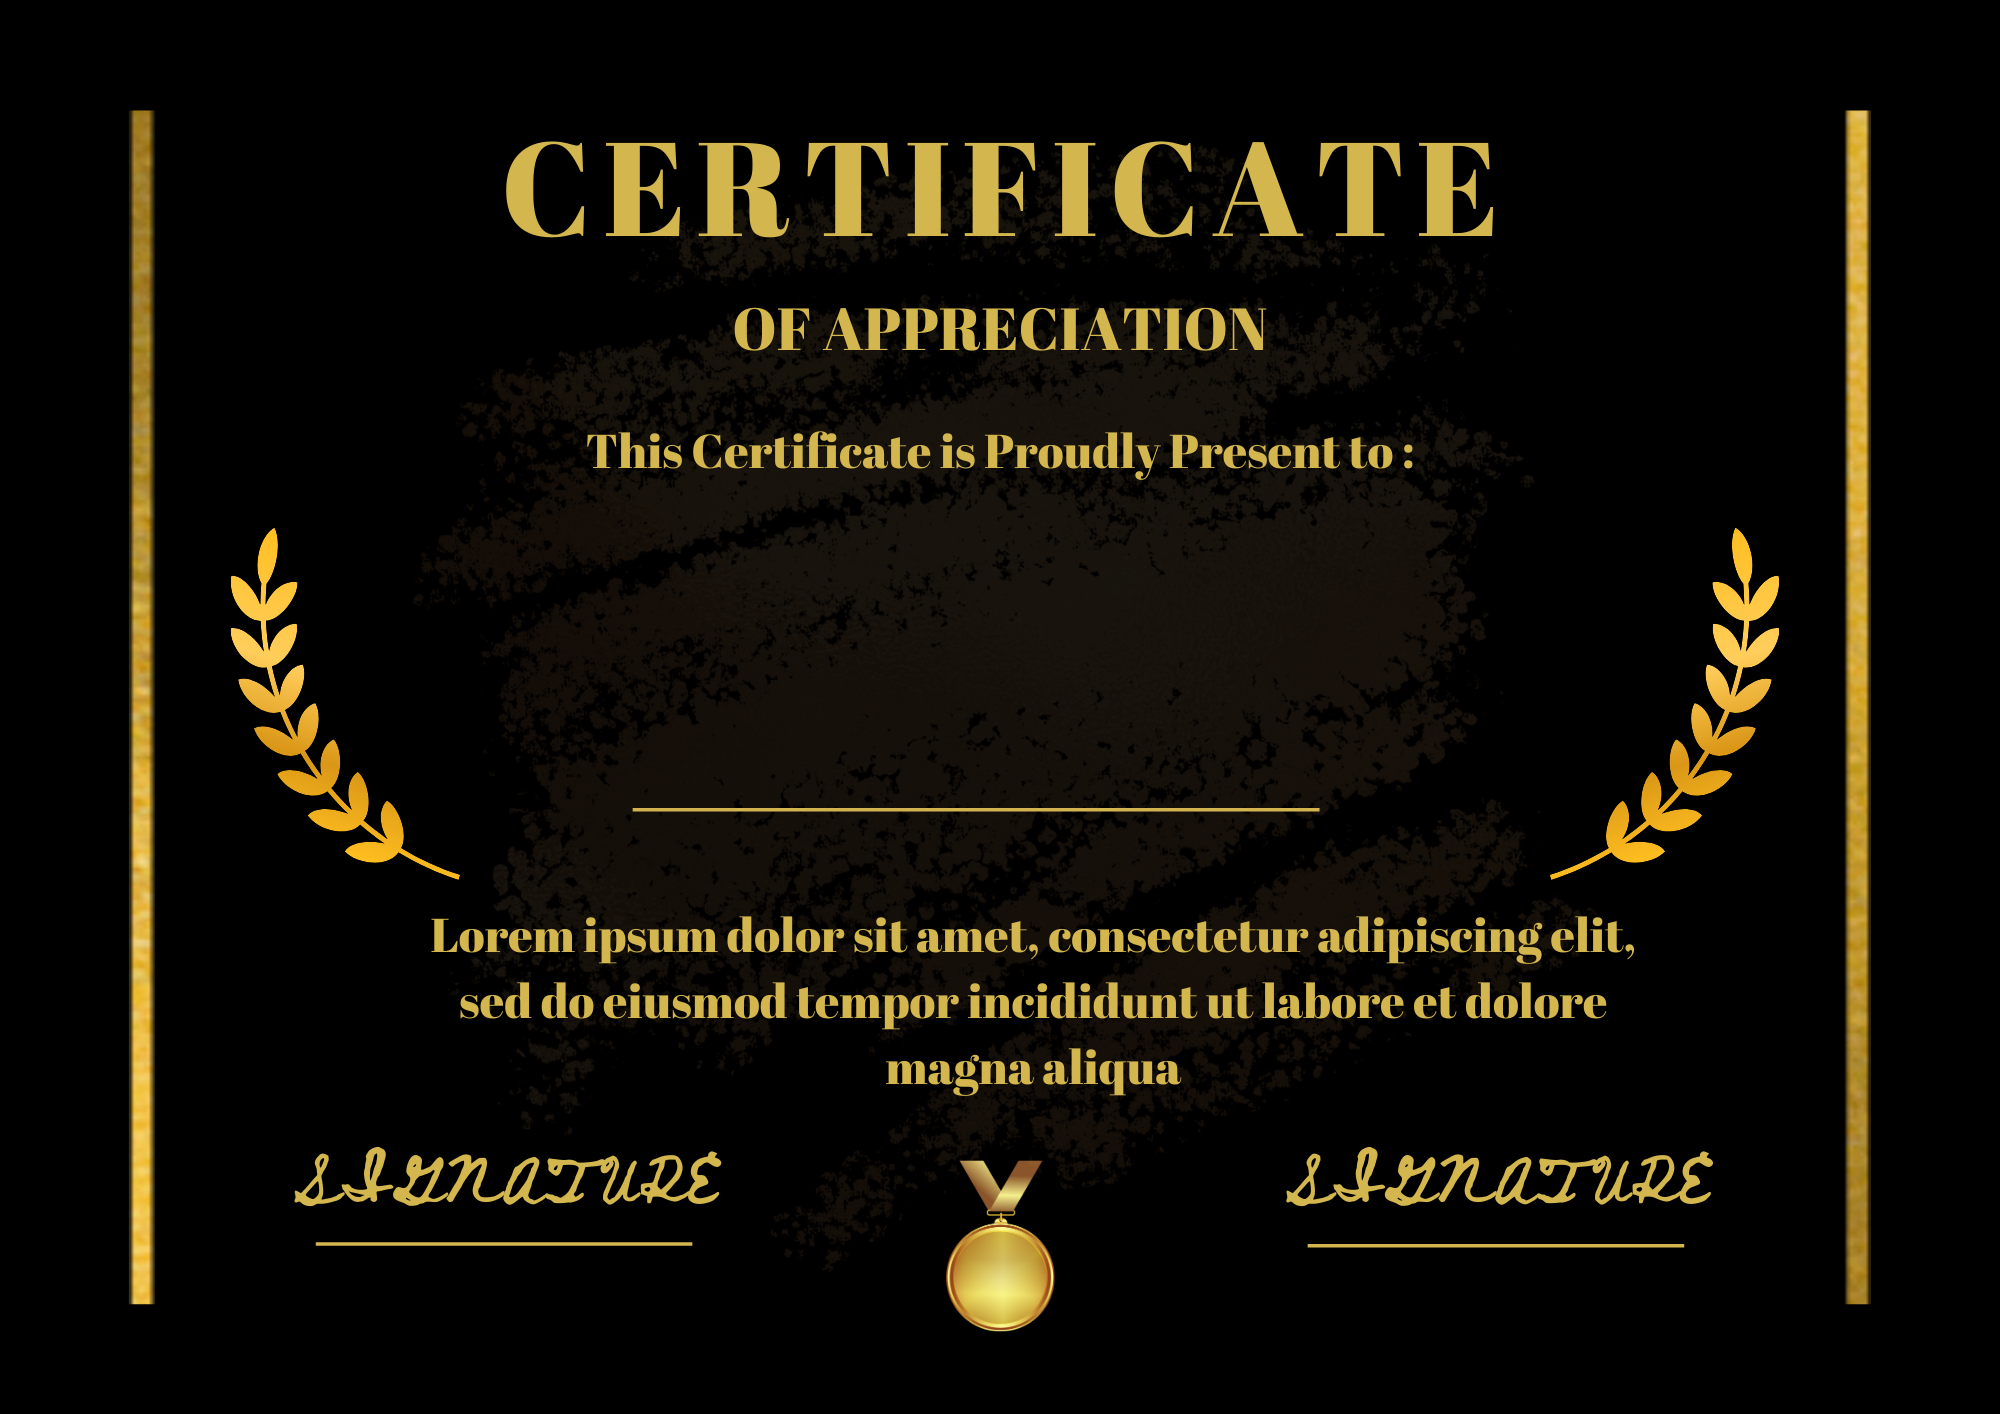 CERTIFICATE
OF APPRECIATION
This Certificate is Proudly Present to :
Lorem ipsum dolor sit amet, consectetur adipiscing elit,
sed do eiusmod tempor incididunt ut labore et dolore
magna aliqua
SIGNATURE
SIGNATURE